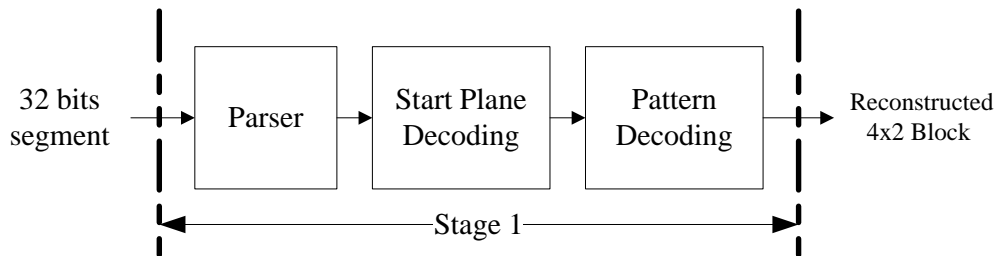 32 bits
segment
Parser
Start Plane
Decoding
Pattern
Decoding
Reconstructed
4x2 Block
Stage 1